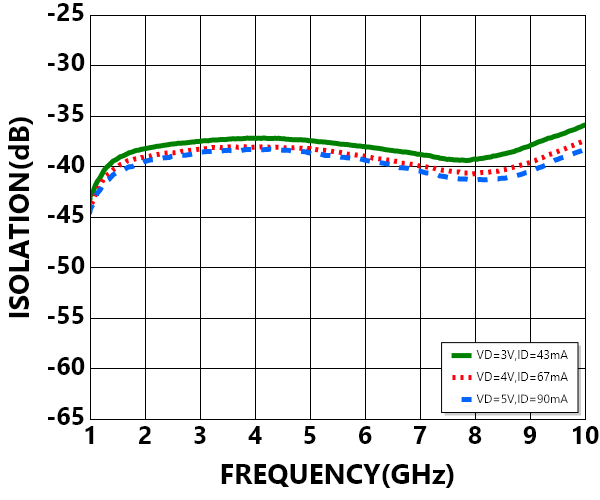 -25
-30
-35
-40
-45
-50
-55
-60
-65
ISOLATION(dB)
VD=3V,ID=43mA
VD=4V,ID=67mA
VD=5V,ID=90mA
1 2 3 4 5 6 7 8 9 10
FREQUENCY(GHz)